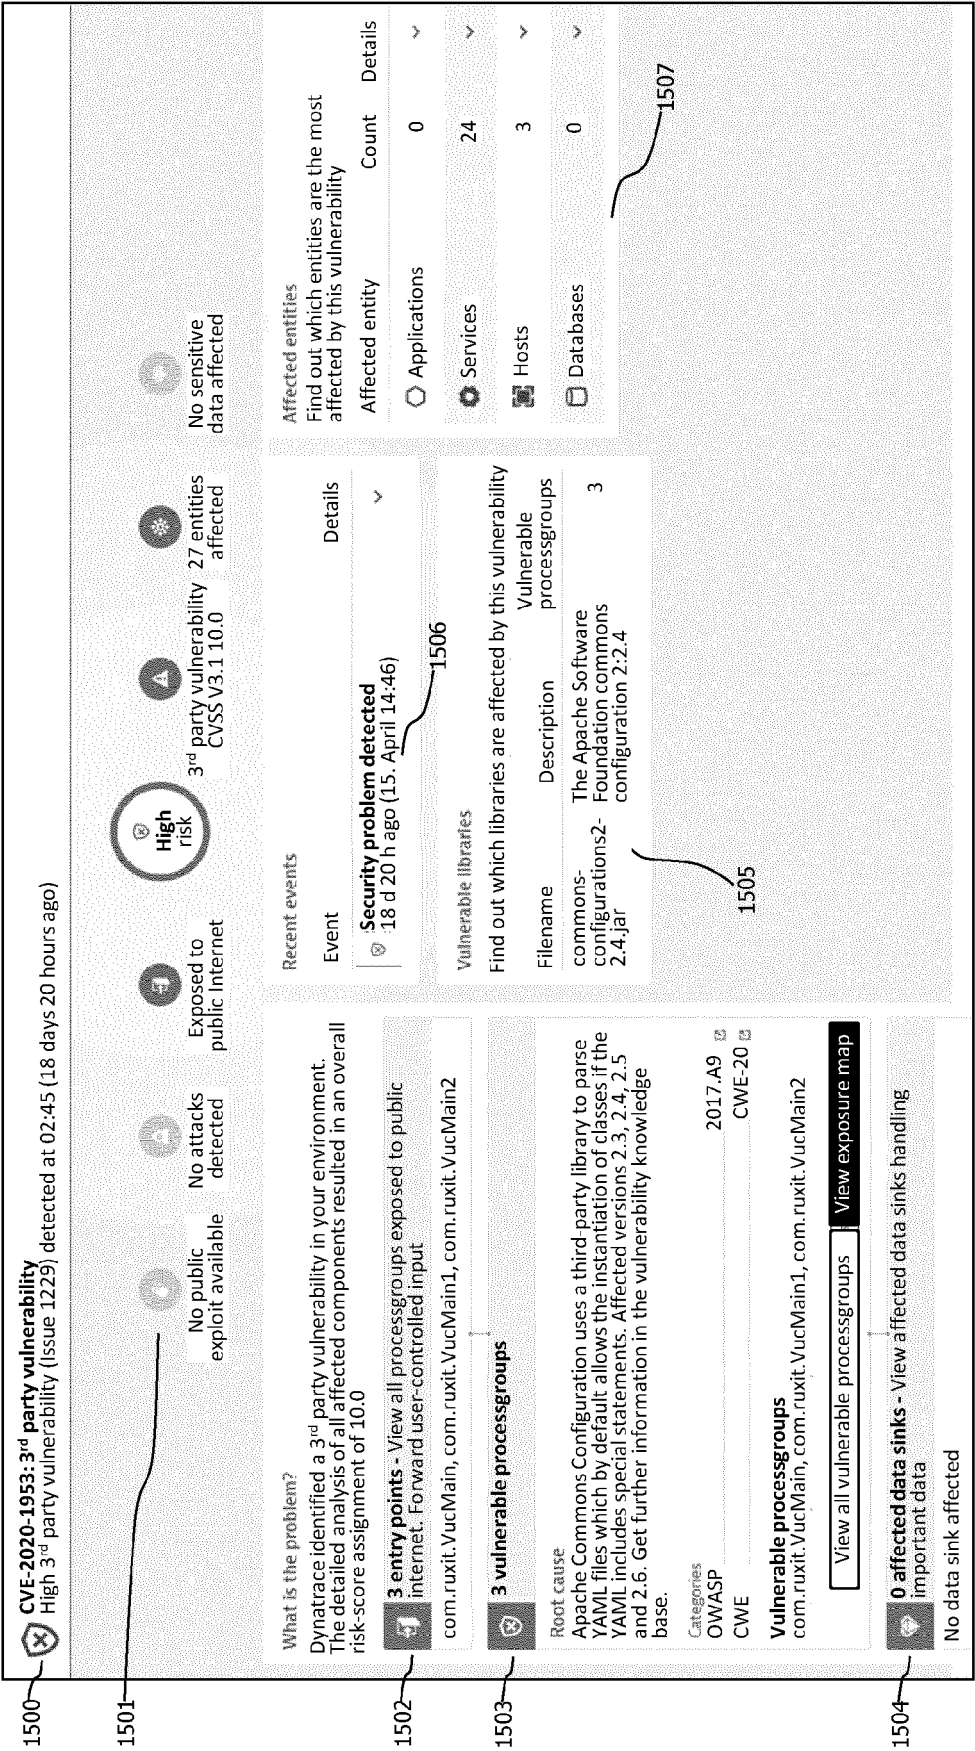 1500
CVE-2020-1953: 3rd party vulnerability
High 3rd party vulnerability (Issue 1229) detected at 02:45 (18 days 20 hours ago)
1501
No public
exploit available
No attacks
detected
Exposed to
public Internet
High
risk
3rd party vulnerability
CVSS V3.1 10.0
27 entities
affected
No sensitive
data affected
What is the problem?
Dynatrace identified a 3rd party vulnerability in your environment.
The detailed analysis of all affected components resulted in an overall
risk-score assignment of 10.0
1502
3 entry points - View all processgroups exposed to public
internet. Forward user-controlled input
com.ruxit.VucMain, com.ruxit.VucMain1, com.ruxit.VucMain2
1503
3 vulnerable processgroups
Root cause
Apache Commons Configuration uses a third-party library to parse
YAML files which by default allows the instantiation of classes if the
YAML includes special statements. Affected versions 2.3, 2.4, 2.5
and 2.6. Get further information in the vulnerability knowledge
base.
Categories
OWASP 2017.A9
CWE CWE-20
Vulnerable processgroups
com.ruxit.VucMain, com.ruxit.VucMain1, com.ruxit.VucMain2
View all vulnerable processgroups
View exposure map
1504
0 affected data sinks - View affected data sinks handling
important data
No data sink affected
Recent events
Event Details
Security problem detected
18 d 20 h ago (15. April 14:46)
1506
Vulnerable libraries
Find out which libraries are affected by this vulnerability
Filename Description Vulnerable
processgroups
commons- The Apache Software 3
configurations2- Foundation commons
2.4.jar configuration 2:2.4
1505
Affected entities
Find out which entities are the most
affected by this vulnerability
Affected entity Count Details
Applications 0
Services 24
Hosts 3
Databases 0
1507